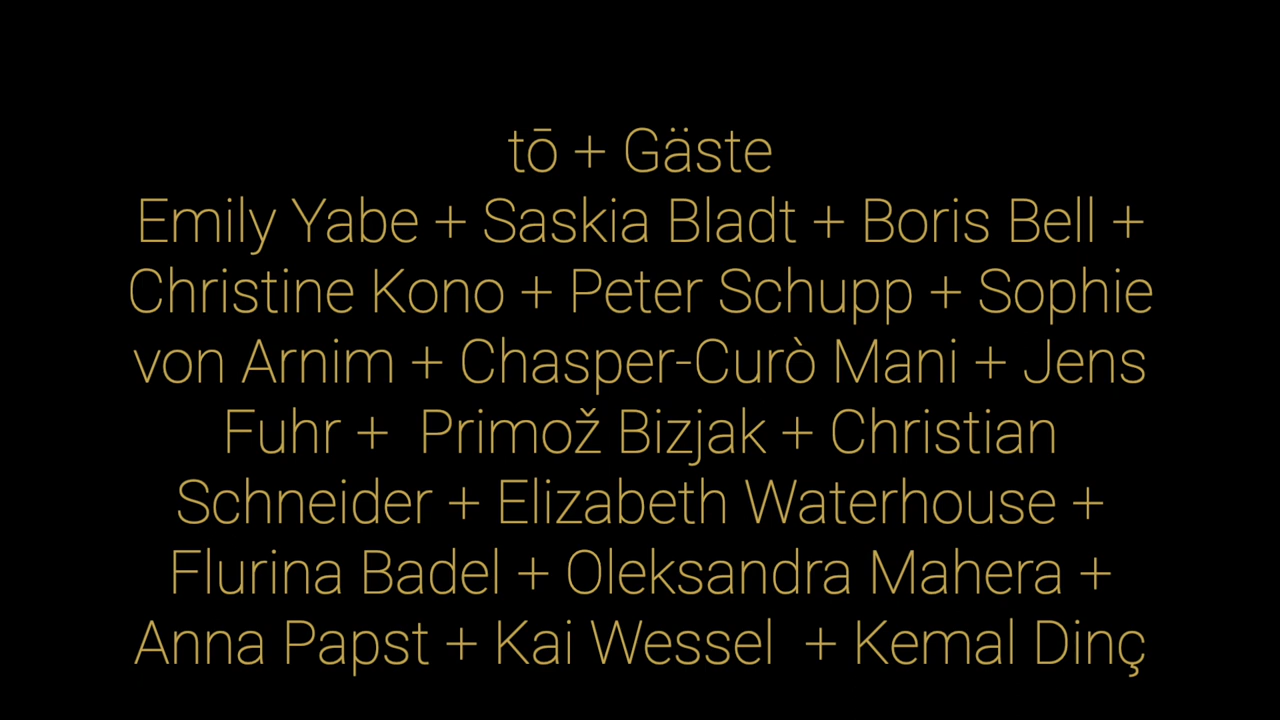 tō + Gäste
Emily Yabe + Saskia Bladt + Boris Bell +
Christine Kono + Peter Schupp + Sophie
von Arnim + Chasper-Curò Mani + Jens
Fuhr +  Primož Bizjak + Christian
Schneider + Elizabeth Waterhouse +
Flurina Badel + Oleksandra Mahera +
Anna Papst + Kai Wessel  + Kemal Dinç